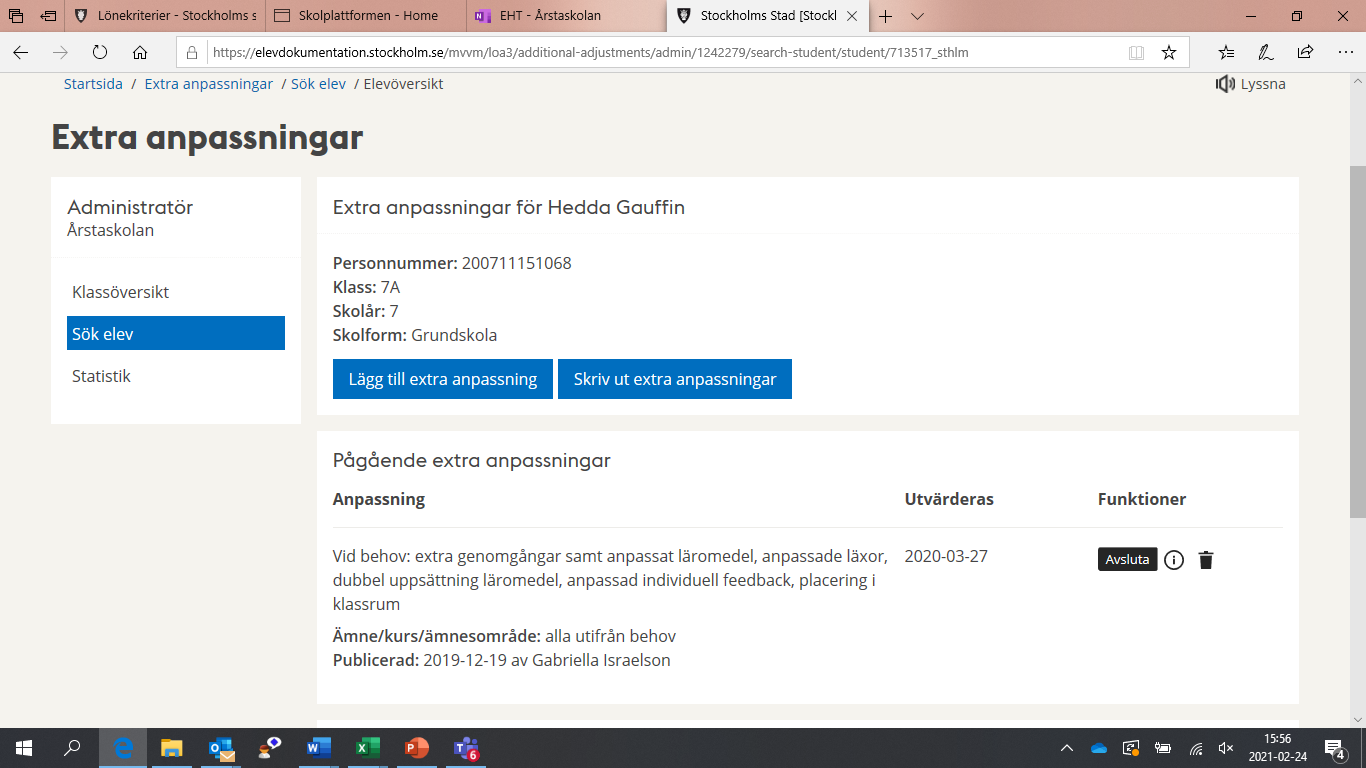 Lönekriterier - Stockholms s
Skolplattformen - Home
EHT - Årstaskolan
Stockholms Stad [Stockl
https://elevdokumentation.stockholm.se/mvvm/loa3/additional-adjustments/admin/1242279/search-student/student/713517_sthlm
Startsida / Extra anpassningar / Sök elev / Elevöversikt
Lyssna
Extra anpassningar
Administratör
Årstaskolan
Klassöversikt
Sök elev
Statistik
Extra anpassningar för Hedda Gauffin
Personnummer: 200711151068
Klass: 7A
Skolår: 7
Skolform: Grundskola
Lägg till extra anpassning
Skriv ut extra anpassningar
Pågående extra anpassningar
Anpassning Utvärderas Funktioner
Vid behov: extra genomgångar samt anpassat läromedel, anpassade läxor, 2020-03-27 Avsluta
dubbel uppsättning läromedel, anpassad individuell feedback, placering i
klassrum
Ämne/kurs/ämnesområde: alla utifrån behov
Publicerad: 2019-12-19 av Gabriella Israelson
15:56
2021-02-24
6
4